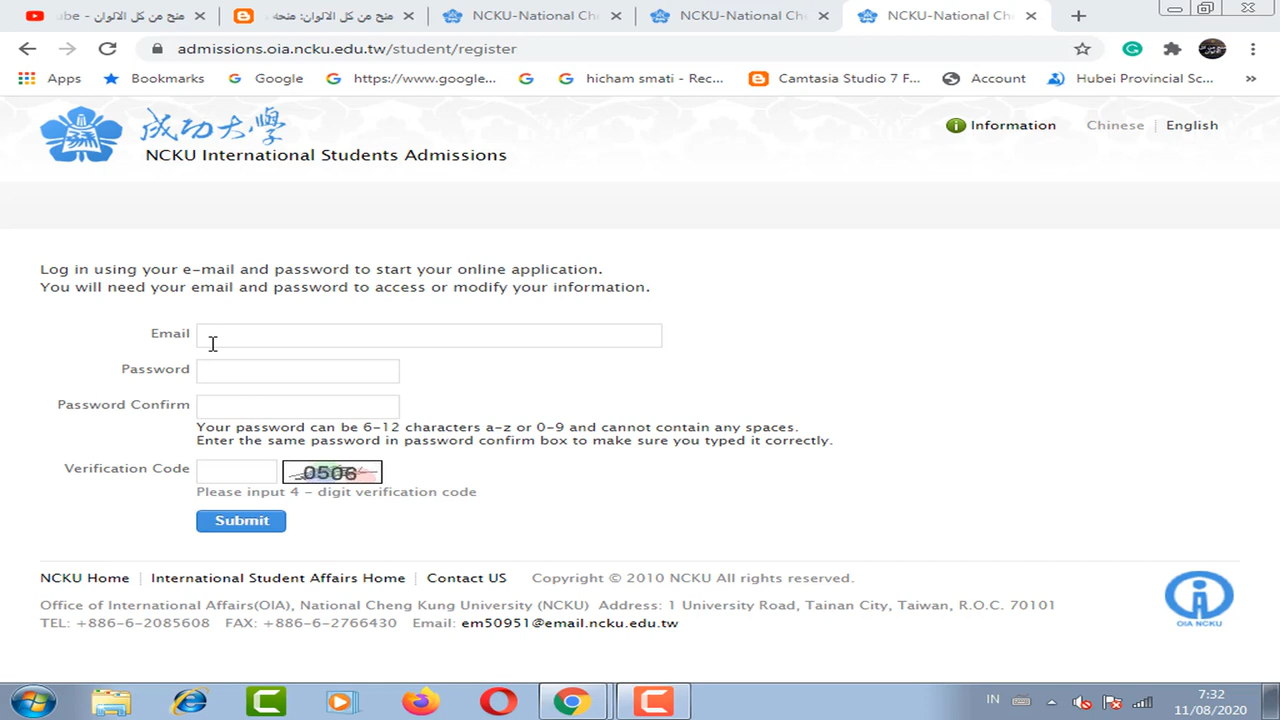 ube - منح من كل الالوان
منح من كل الالوان: منحه
NCKU-National Ch
NCKU-National Ch
NCKU-National Ch
admissions.oia.ncku.edu.tw/student/register
Apps
Bookmarks
Google
https://www.google...
hicham smati - Rec...
Camtasia Studio 7 F...
Account
Hubei Provincial Sc...
»
成功大學
NCKU International Students Admissions
Information
Chinese | English
Log in using your e-mail and password to start your online application.
You will need your email and password to access or modify your information.
Email
Password
Password Confirm
Your password can be 6-12 characters a-z or 0-9 and cannot contain any spaces.
Enter the same password in password confirm box to make sure you typed it correctly.
Verification Code
0506
Please input 4 - digit verification code
Submit
NCKU Home | International Student Affairs Home | Contact US Copyright © 2010 NCKU All rights reserved.
Office of International Affairs(OIA), National Cheng Kung University (NCKU) Address: 1 University Road, Tainan City, Taiwan, R.O.C. 70101
TEL: +886-6-2085608 FAX: +886-6-2766430 Email: em50951@email.ncku.edu.tw
OIA NCKU
IN
7:32
11/08/2020